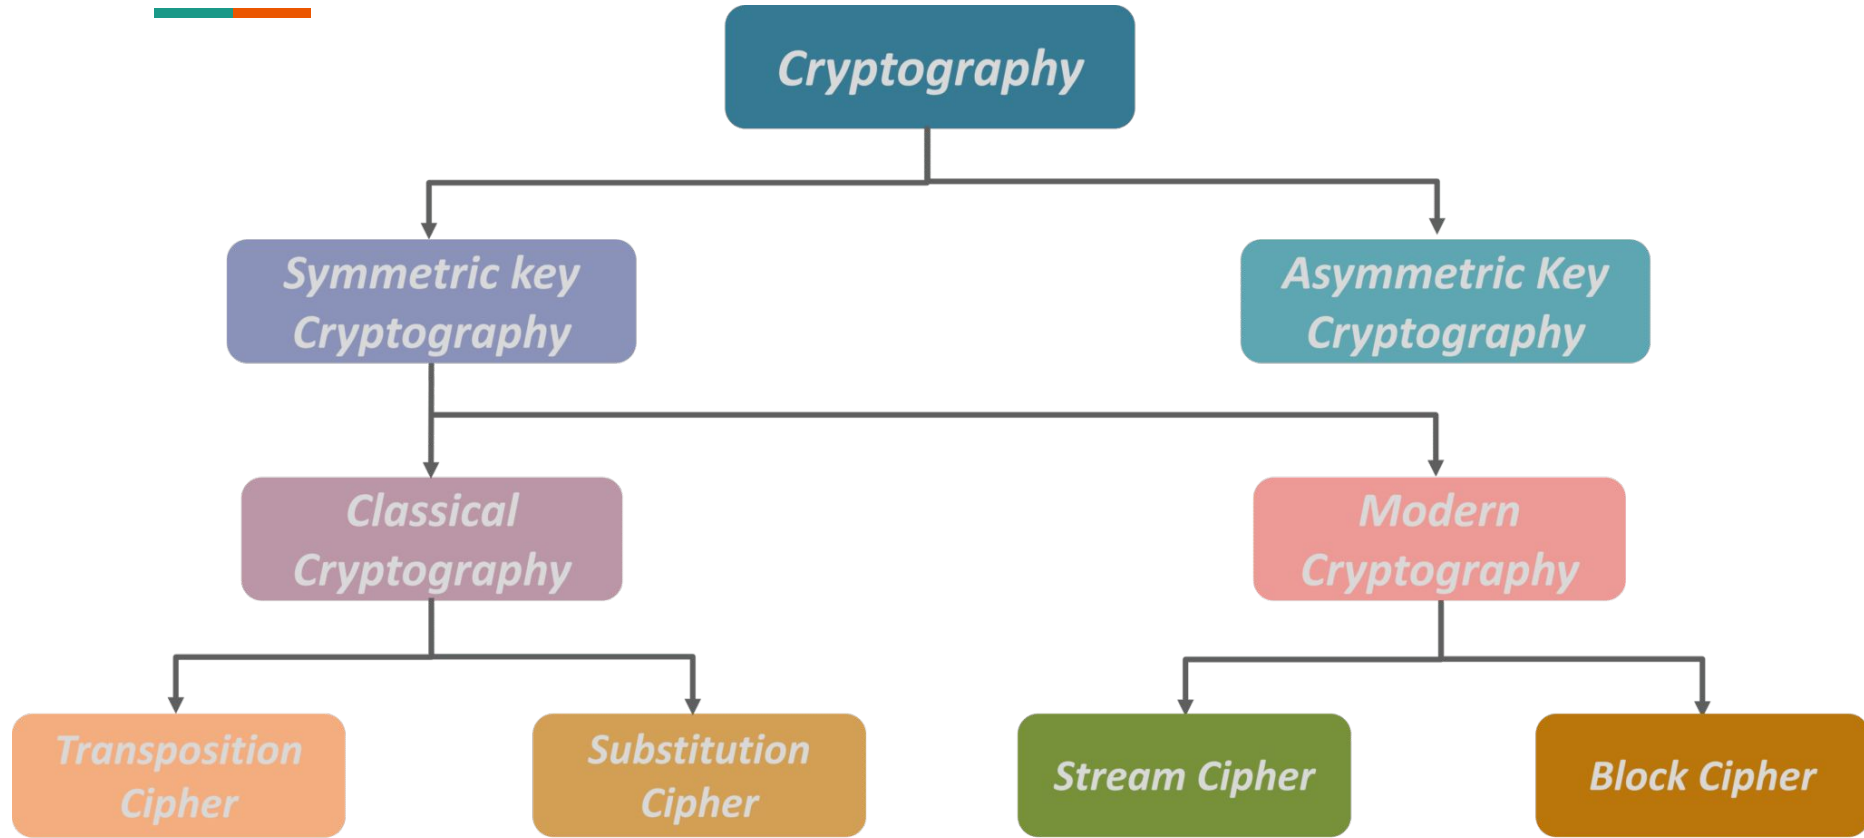 Cryptography
Symmetric key
Cryptography
Asymmetric Key
Cryptography
Classical
Cryptography
Modern
Cryptography
Transposition
Cipher
Substitution
Cipher
Stream Cipher
Block Cipher